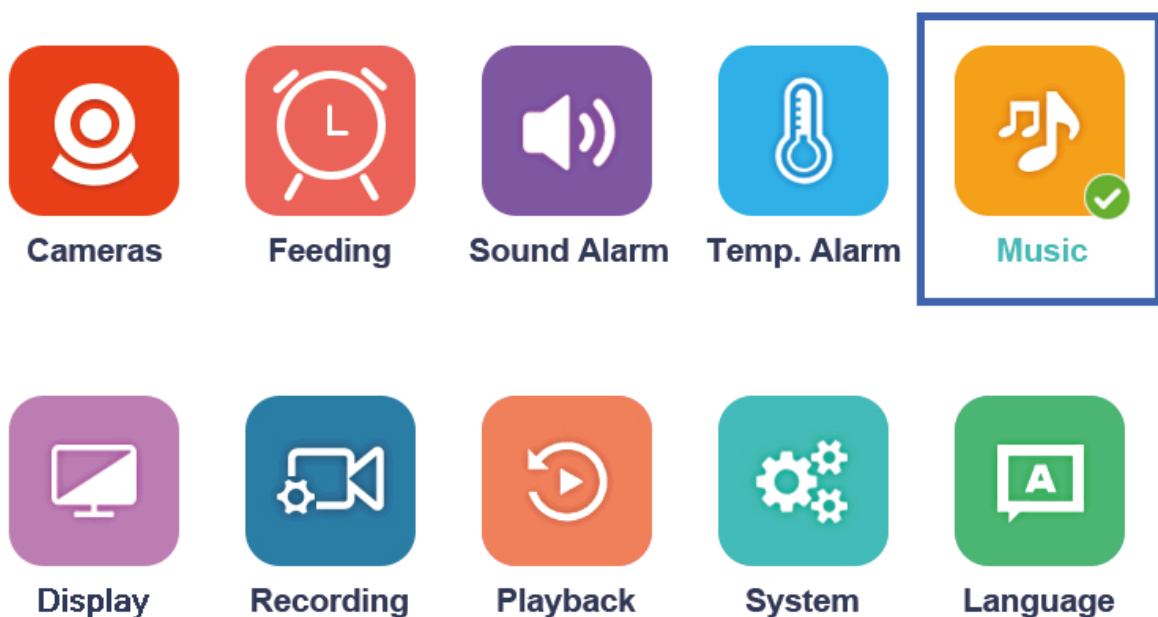 Cameras Feeding Sound Alarm Temp. Alarm Music
A
Display Recording Playback System Language